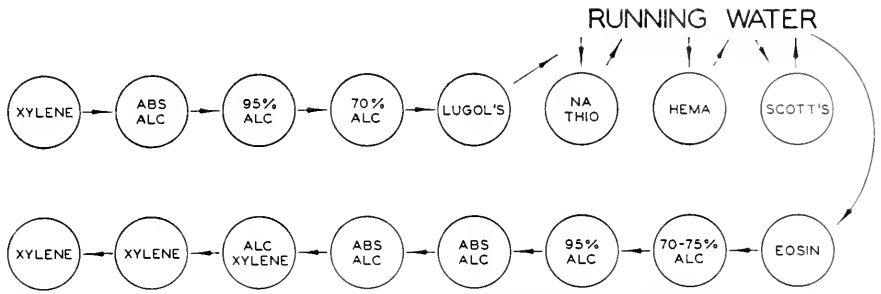 RUNNING WATER
XYLENE
ABS
ALC
95%
ALC
70%
ALC
LUGOL'S
NA
THIO
HEMA
SCOTT'S
XYLENE
XYLENE
ALC
XYLENE
ABS
ALC
ABS
ALC
95%
ALC
70-75%
ALC
EOSIN